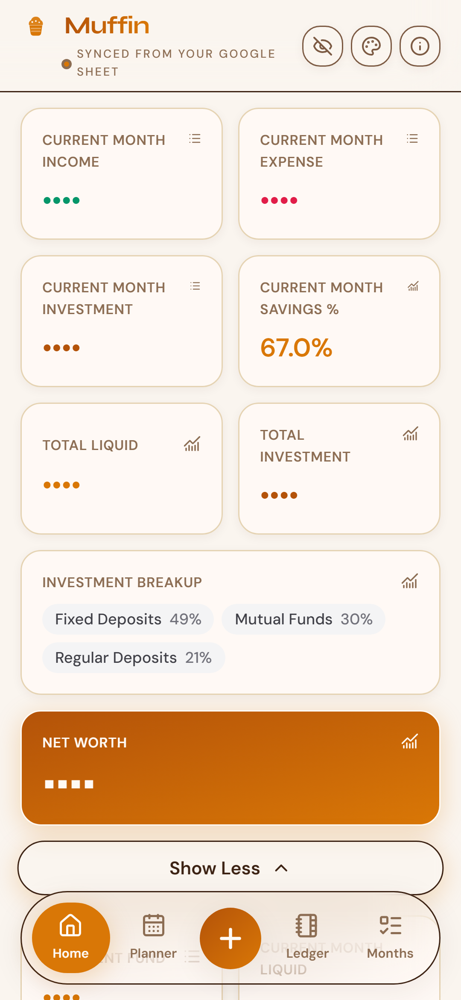 Muffin
SYNCED FROM YOUR GOOGLE
SHEET
CURRENT MONTH
INCOME
••••
CURRENT MONTH
EXPENSE
••••
CURRENT MONTH
INVESTMENT
••••
CURRENT MONTH
SAVINGS %
67.0%
TOTAL LIQUID
••••
TOTAL
INVESTMENT
••••
INVESTMENT BREAKUP
Fixed Deposits 49%
Mutual Funds 30%
Regular Deposits 21%
NET WORTH
▪▪▪▪
Show Less
FUND
••••
CURRENT MONTH
LIQUID
Home
Planner
Ledger
Months